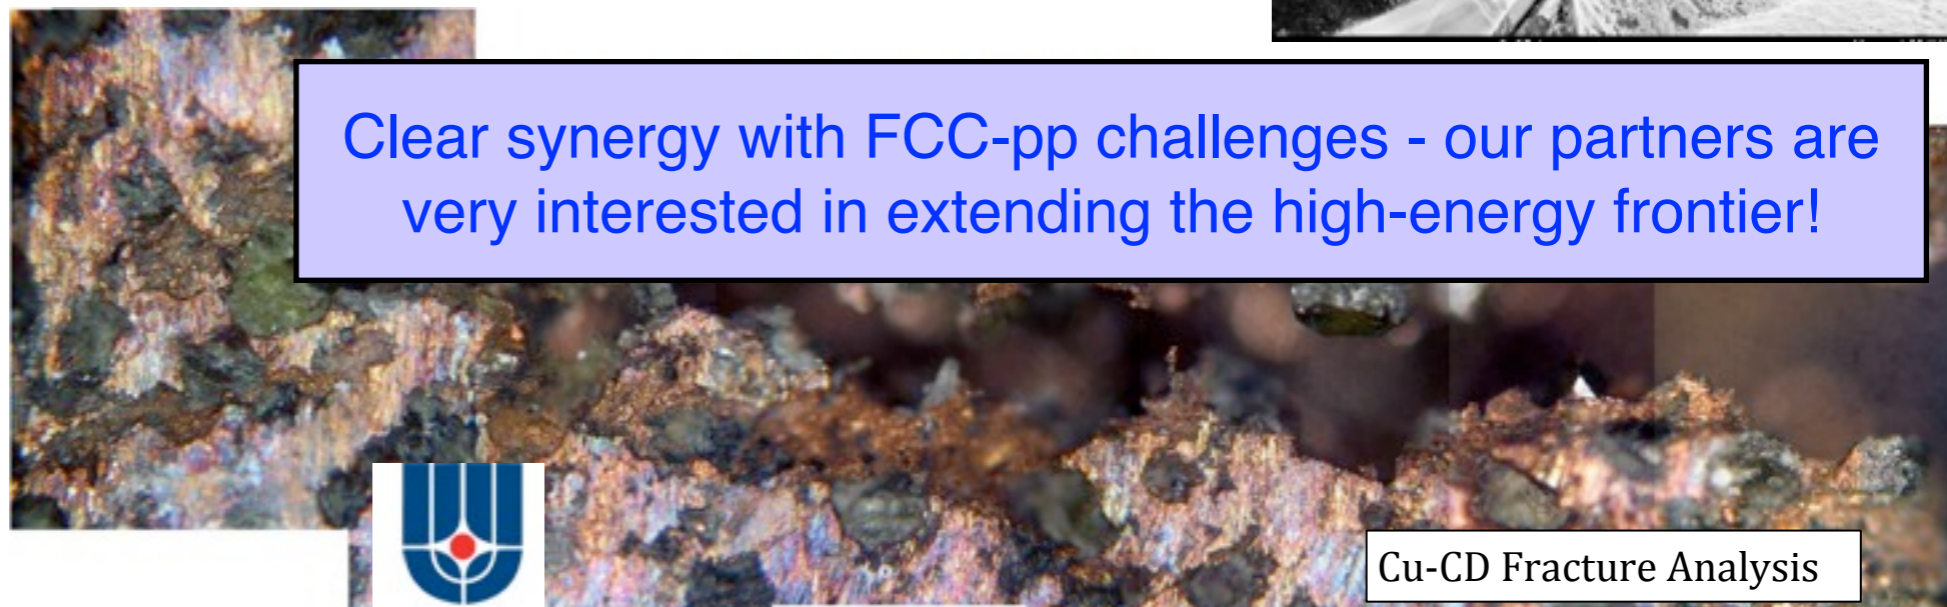 Clear synergy with FCC-pp challenges - our partners are
very interested in extending the high-energy frontier!
Cu-CD Fracture Analysis